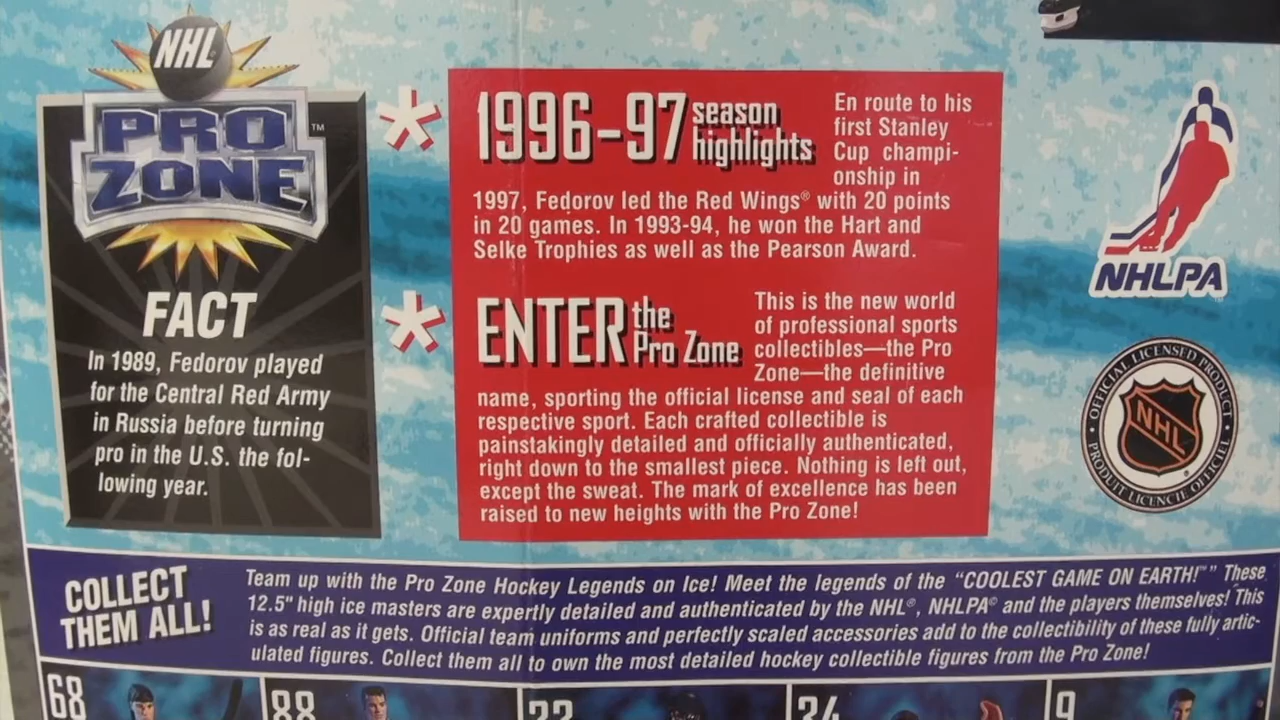 NHL
PRO
ZONE™
FACT
In 1989, Fedorov played
for the Central Red Army
in Russia before turning
pro in the U.S. the fol-
lowing year.
* 1996-97 season
highlights
En route to his
first Stanley
Cup champi-
onship in
1997, Fedorov led the Red Wings® with 20 points
in 20 games. In 1993-94, he won the Hart and
Selke Trophies as well as the Pearson Award.
* ENTER the
Pro Zone
This is the new world
of professional sports
collectibles—the Pro
Zone—the definitive
name, sporting the official license and seal of each
respective sport. Each crafted collectible is
painstakingly detailed and officially authenticated,
right down to the smallest piece. Nothing is left out,
except the sweat. The mark of excellence has been
raised to new heights with the Pro Zone!
NHLPA
• OFFICIAL LICENSED PRODUCT •
NHL
PRODUIT LICENCIE OFFICIEL
COLLECT
THEM ALL!
Team up with the Pro Zone Hockey Legends on Ice! Meet the legends of the “COOLEST GAME ON EARTH!™” These
12.5" high ice masters are expertly detailed and authenticated by the NHL®, NHLPA© and the players themselves! This
is as real as it gets. Official team uniforms and perfectly scaled accessories add to the collectibility of these fully artic-
ulated figures. Collect them all to own the most detailed hockey collectible figures from the Pro Zone!
68
88
34
9